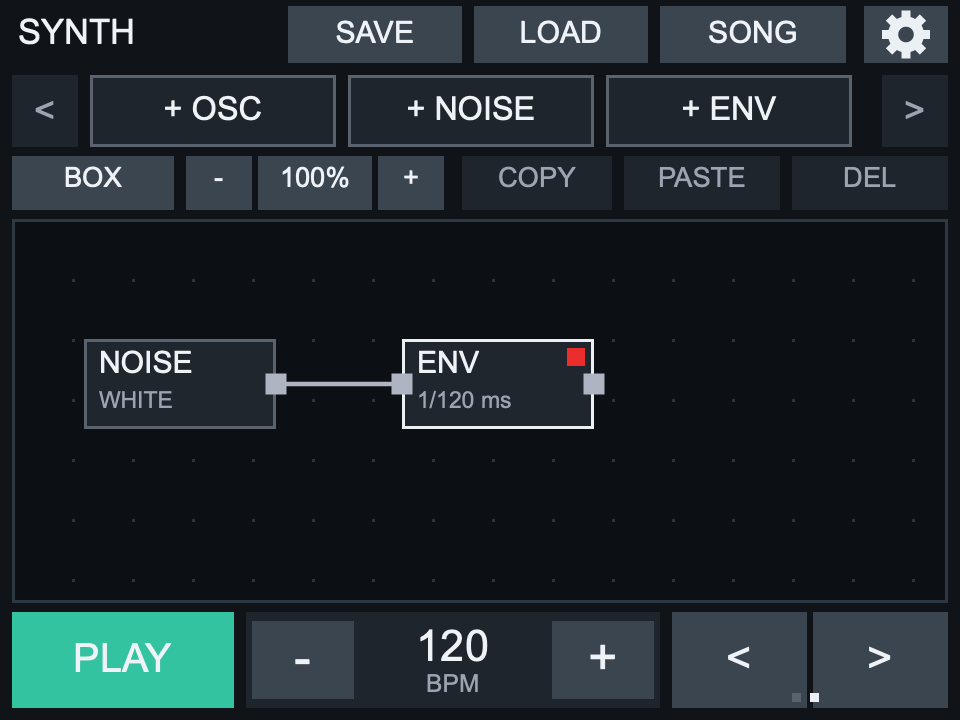 SYNTH SAVE LOAD SONG
< + OSC + NOISE + ENV >
BOX - 100% + COPY PASTE DEL
NOISE ENV
WHITE 1/120 ms
PLAY - 120 + < >
BPM